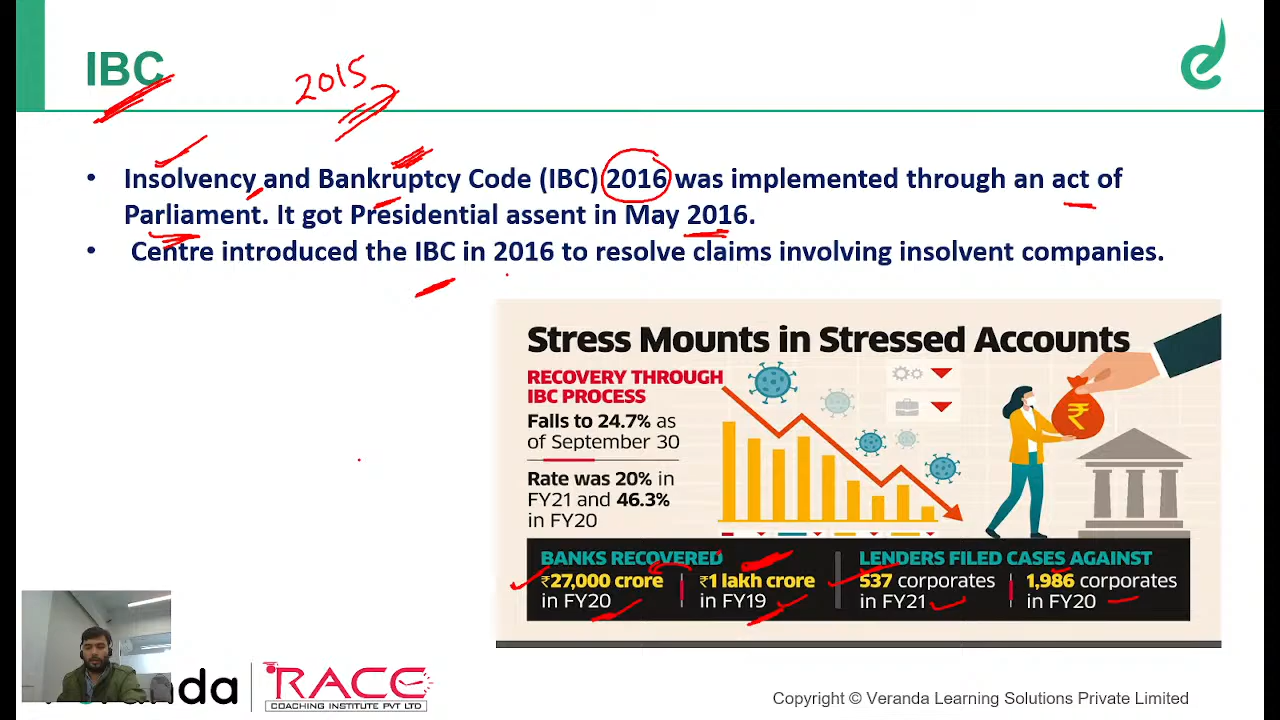 IBC
2015
• Insolvency and Bankruptcy Code (IBC) 2016 was implemented through an act of
Parliament. It got Presidential assent in May 2016.
• Centre introduced the IBC in 2016 to resolve claims involving insolvent companies.
Stress Mounts in Stressed Accounts
RECOVERY THROUGH
IBC PROCESS
Falls to 24.7% as
of September 30
Rate was 20% in
FY21 and 46.3%
in FY20
BANKS RECOVERED
₹27,000 crore
in FY20
₹1 lakh crore
in FY19
LENDERS FILED CASES AGAINST
537 corporates
in FY21
1,986 corporates
in FY20
₹
RACE
COACHING INSTITUTE PVT LTD
Copyright © Veranda Learning Solutions Private Limited